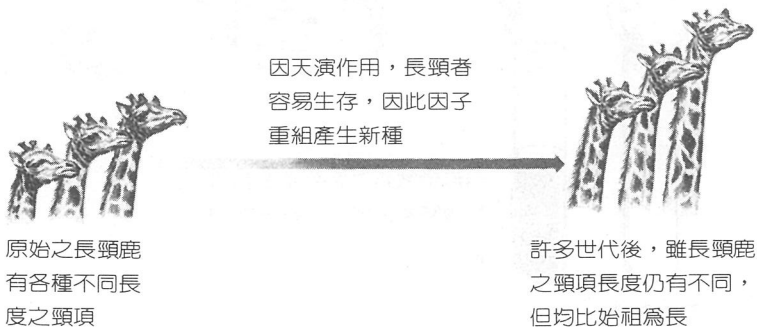 因天演作用，長頸者
容易生存，因此因子
重組產生新種
原始之長頸鹿
有各種不同長
度之頸項
許多世代後，雖長頸鹿
之頸項長度仍有不同，
但均比始祖爲長